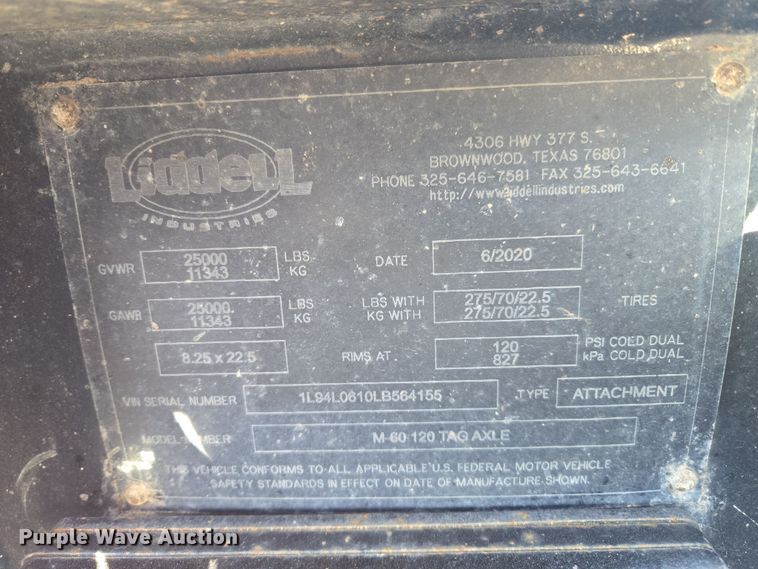 Liddell
INDUSTRIES
4306 HWY 377 S.
BROWNWOOD, TEXAS 76801
PHONE 325-646-7581 FAX 325-643-6641
http://www.liddellindustries.com
GVWR 25000 LBS DATE 6/2020
11343 KG
GAWR 25000 LBS LBS WITH 275/70/22.5 TIRES
11343 KG KG WITH 275/70/22.5
8.25 x 22.5 RIMS AT 120 PSI COLD DUAL
827 kPa COLD DUAL
VIN SERIAL NUMBER 1L94L0610LB564155 TYPE ATTACHMENT
MODEL NUMBER M 60 120 TAG AXLE
THIS VEHICLE CONFORMS TO ALL APPLICABLE U.S. FEDERAL MOTOR VEHICLE
SAFETY STANDARDS IN EFFECT ON DATE OF MANUFACTURE SHOWN.
Purple Wave Auction